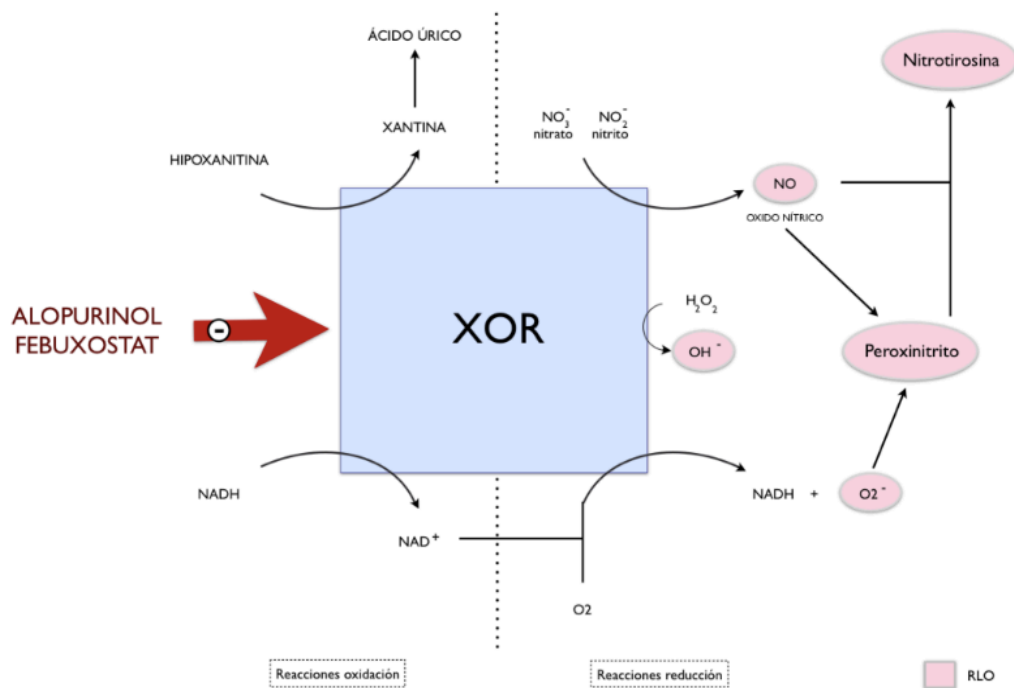 ÁCIDO ÚRICO
XANTINA
HIPOXANITINA
NO₃⁻ NO₂⁻
nitrato nitrito
Nitrotirosina
NO
OXIDO NÍTRICO
ALOPURINOL
FEBUXOSTAT
-
XOR
H₂O₂
OH⁻
Peroxinitrito
NADH
NAD⁺
NADH + O2⁻
O2
Reacciones oxidación
Reacciones reducción
RLO